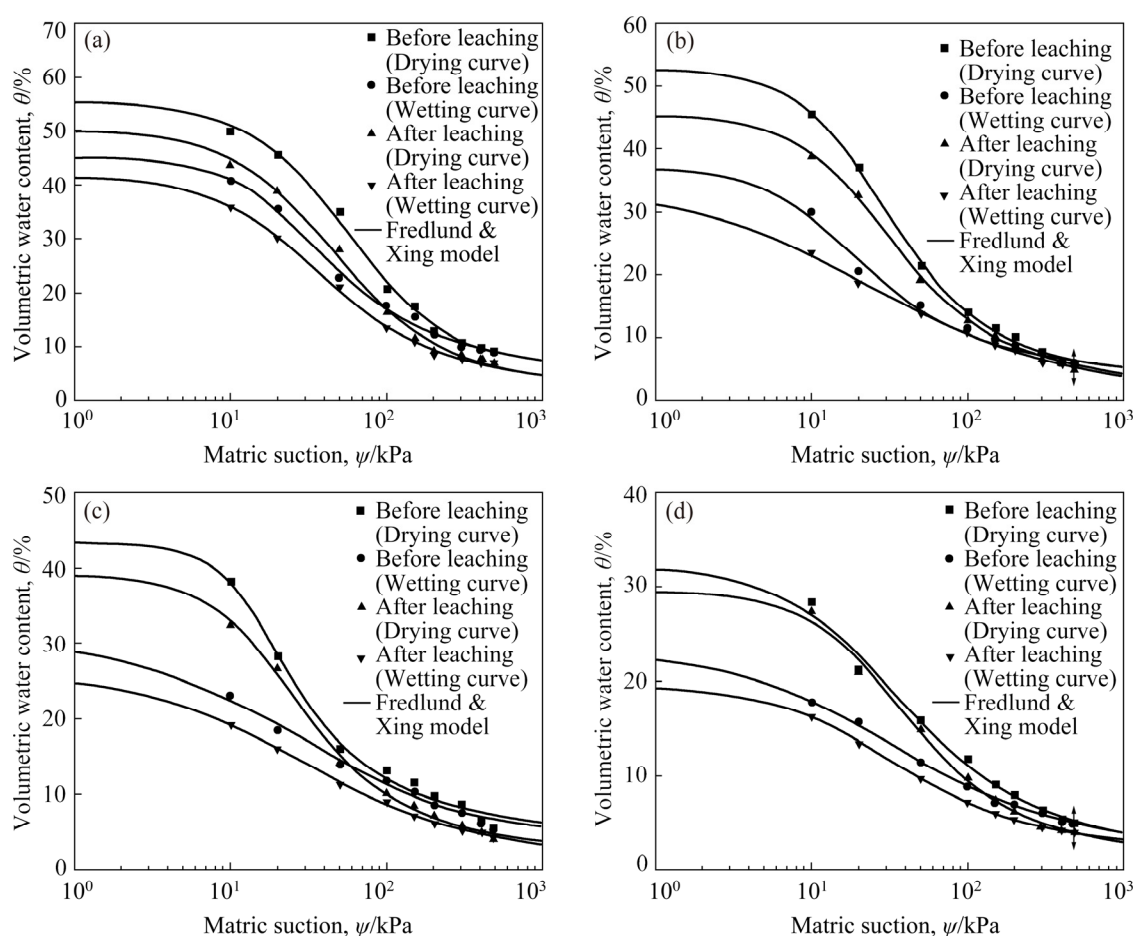 (a)
Before leaching
(Drying curve)
Before leaching
(Wetting curve)
After leaching
(Drying curve)
After leaching
(Wetting curve)
Fredlund &
Xing model
70
60
50
40
30
20
10
0
Volumetric water content, θ/%
10⁰ 10¹ 10² 10³
Matric suction, ψ/kPa
(b)
Before leaching
(Drying curve)
Before leaching
(Wetting curve)
After leaching
(Drying curve)
After leaching
(Wetting curve)
Fredlund &
Xing model
60
50
40
30
20
10
0
Volumetric water content, θ/%
10⁰ 10¹ 10² 10³
Matric suction, ψ/kPa
(c)
Before leaching
(Drying curve)
Before leaching
(Wetting curve)
After leaching
(Drying curve)
After leaching
(Wetting curve)
Fredlund &
Xing model
50
40
30
20
10
0
Volumetric water content, θ/%
10⁰ 10¹ 10² 10³
Matric suction, ψ/kPa
(d)
Before leaching
(Drying curve)
Before leaching
(Wetting curve)
After leaching
(Drying curve)
After leaching
(Wetting curve)
Fredlund &
Xing model
40
30
20
10
0
Volumetric water content, θ/%
10⁰ 10¹ 10² 10³
Matric suction, ψ/kPa